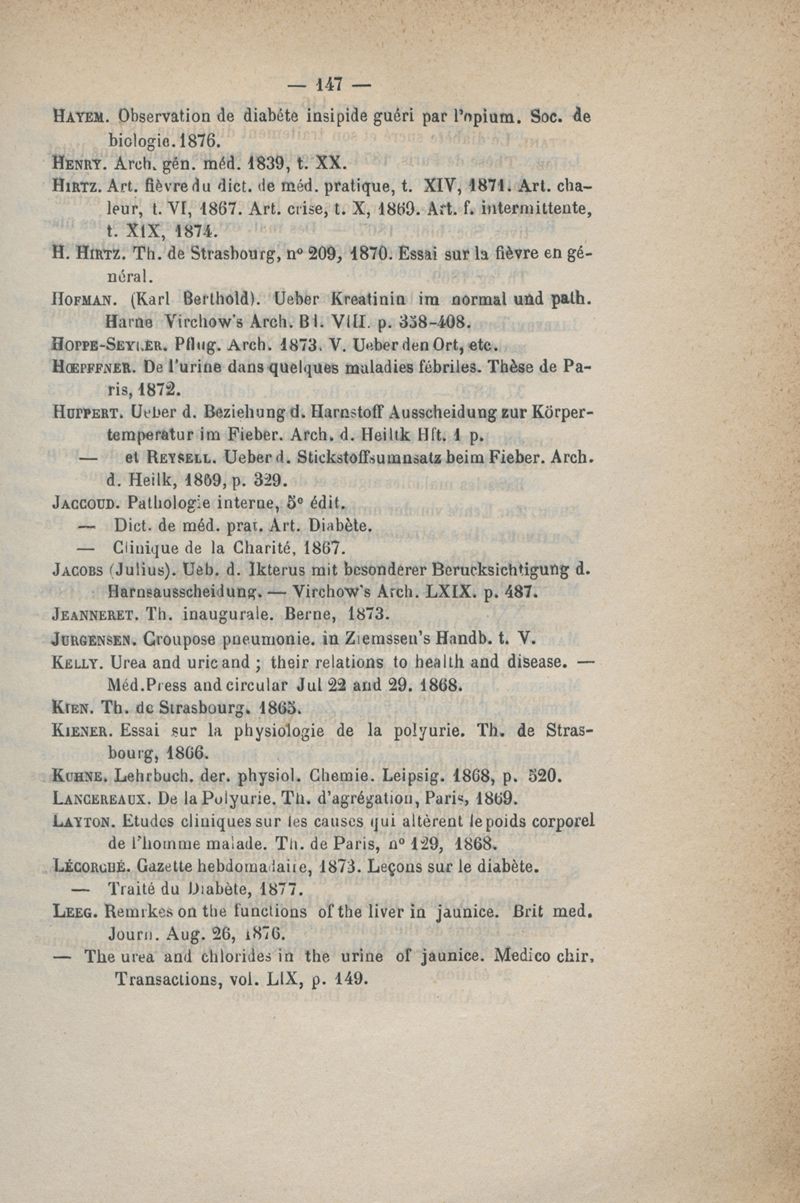 — 147 —
HAYEM. Observation de diabéte insipide guéri par l'opium. Soc. de
biologie. 1876.
HENRY. Arch. gén. méd. 1839, t. XX.
HIRTZ. Art. fièvre du dict. de méd. pratique, t. XIV, 1871. Art. cha-
leur, t. VI, 1867. Art. crise, t. X, 1869. Art. f. intermittente,
t. XIX, 1874.
H. HIRTZ. Th. de Strasbourg, n° 209, 1870. Essai sur la fièvre en gé-
néral.
HOFMAN. (Karl Berthold). Ueber Kreatinin im normal und path.
Harne Virchow's Arch. B1. VIII. p. 358-408.
HOPPE-SEYLER. Pflug. Arch. 1873. V. Ueber den Ort, etc.
HŒPFFNER. De l'urine dans quelques maladies fébriles. Thèse de Pa-
ris, 1872.
HUPPERT. Ueber d. Beziehung d. Harnstoff Ausscheidung zur Körper-
temperatur im Fieber. Arch. d. Heiltk Hft. 1 p.
— et REYSELL. Ueber d. Stickstoffsumnsatz beim Fieber. Arch.
d. Heilk, 1869, p. 329.
JACCOUD. Pathologie interne, 5e édit.
— Dict. de méd. prat. Art. Diabète.
— Clinique de la Charité, 1867.
JACOBS (Julius). Ueb. d. Ikterus mit besonderer Berucksichtigung d.
Harnsausscheidung. — Virchow's Arch. LXIX. p. 487.
JEANNERET. Th. inaugurale. Berne, 1873.
JURGENSEN. Croupose pneumonie. in Ziemssen's Handb. t. V.
KELLY. Urea and uric and ; their relations to health and disease. —
Méd. Press and circular Jul 22 and 29. 1868.
KIEN. Th. de Strasbourg. 1865.
KIENER. Essai sur la physiologie de la polyurie. Th. de Stras-
bourg, 1866.
KUHNE. Lehrbuch. der. physiol. Chemie. Leipsig. 1868, p. 520.
LANCEREAUX. De la Polyurie. Th. d'agrégation, Paris, 1869.
LAYTON. Etudes cliniques sur les causes qui altèrent le poids corporel
de l'homme malade. Th. de Paris, n° 129, 1868.
LÉCORCHÉ. Gazette hebdomadaire, 1873. Leçons sur le diabète.
— Traité du Diabète, 1877.
LEEG. Remrkes on the functions of the liver in jaunice. Brit med.
Journ. Aug. 26, 1876.
— The urea and chlorides in the urine of jaunice. Medico chir,
Transactions, vol. LIX, p. 149.